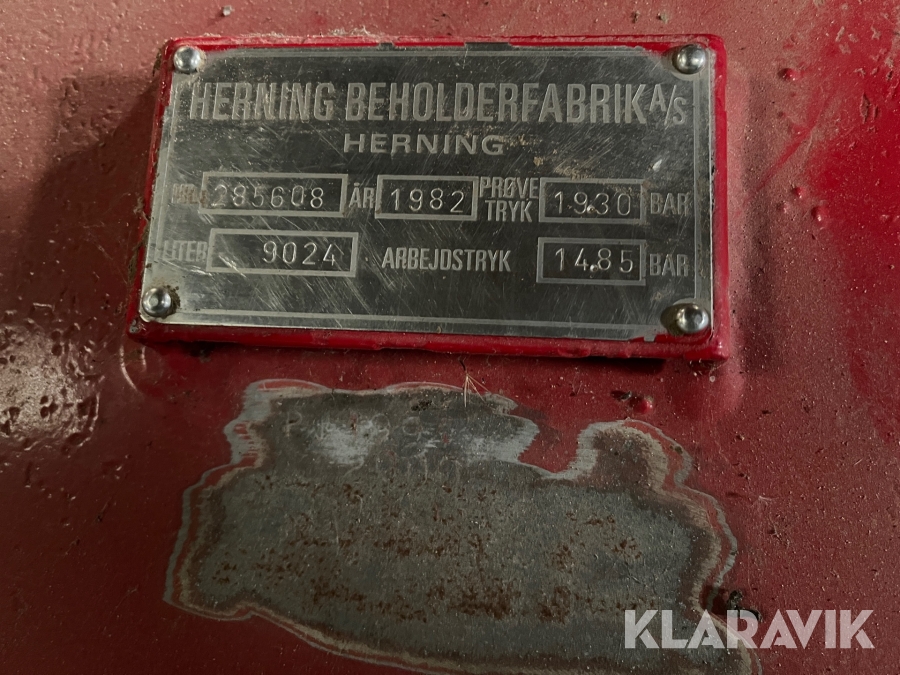 HERNING BEHOLDERFABRIK A/S
HERNING
285608 ÅR 1982 PRØVE TRYK 19.30 BAR
LITER 9024 ARBEJDSTRYK 14.85 BAR
KLARAVIK